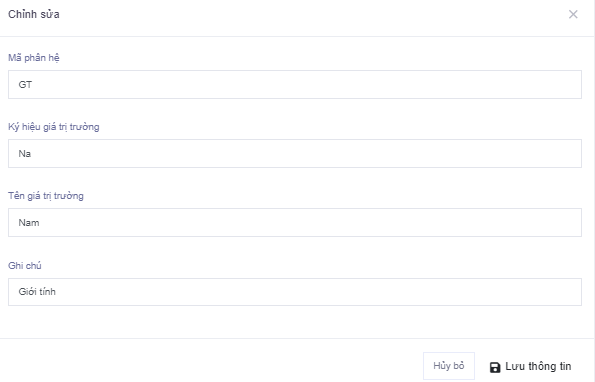 Chỉnh sửa
Mã phân hệ
GT
Ký hiệu giá trị trường
Na
Tên giá trị trường
Nam
Ghi chú
Giới tính
Hủy bỏ
Lưu thông tin